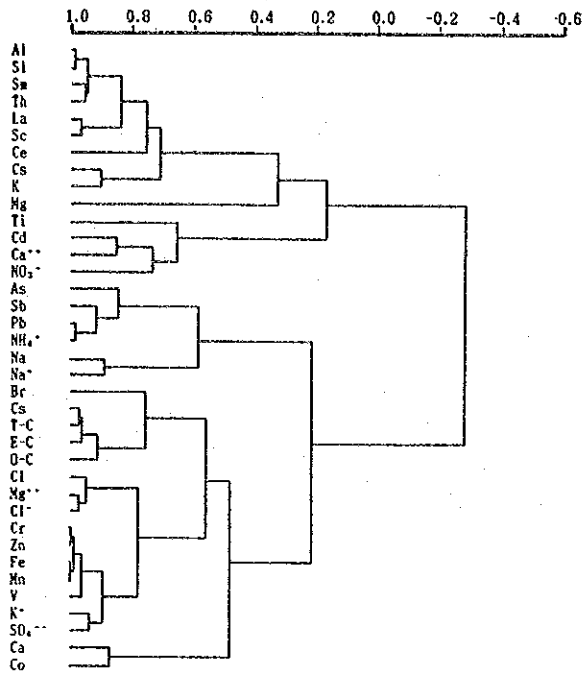 1.0 0.8 0.6 0.4 0.2 0.0 -0.2 -0.4 -0.6
Al
Si
Sm
Th
La
Sc
Ce
Cs
K
Mg
Ti
Cd
Ca⁺⁺
NO₃⁻
As
Sb
Pb
NH₄⁺
Na
Na⁺
Br
Cs
T-C
E-C
O-C
Cl
Mg⁺⁺
Cl⁻
Cr
Zn
Fe
Mn
V
K⁺
SO₄⁻⁻
Ca
Co